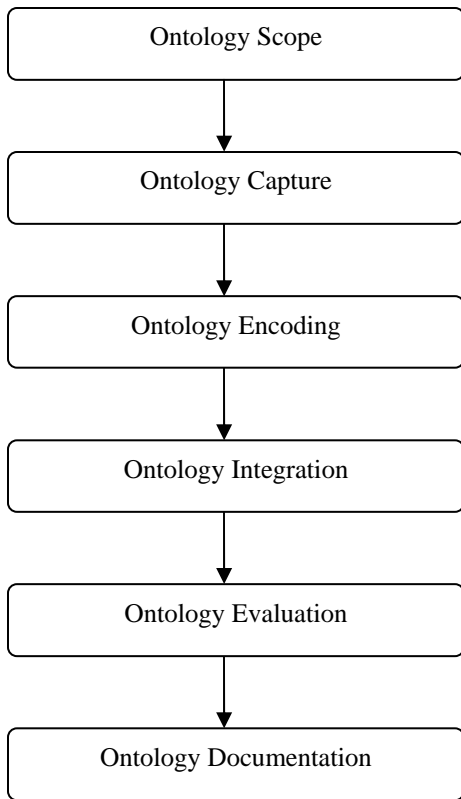 Ontology Scope
Ontology Capture
Ontology Encoding
Ontology Integration
Ontology Evaluation
Ontology Documentation